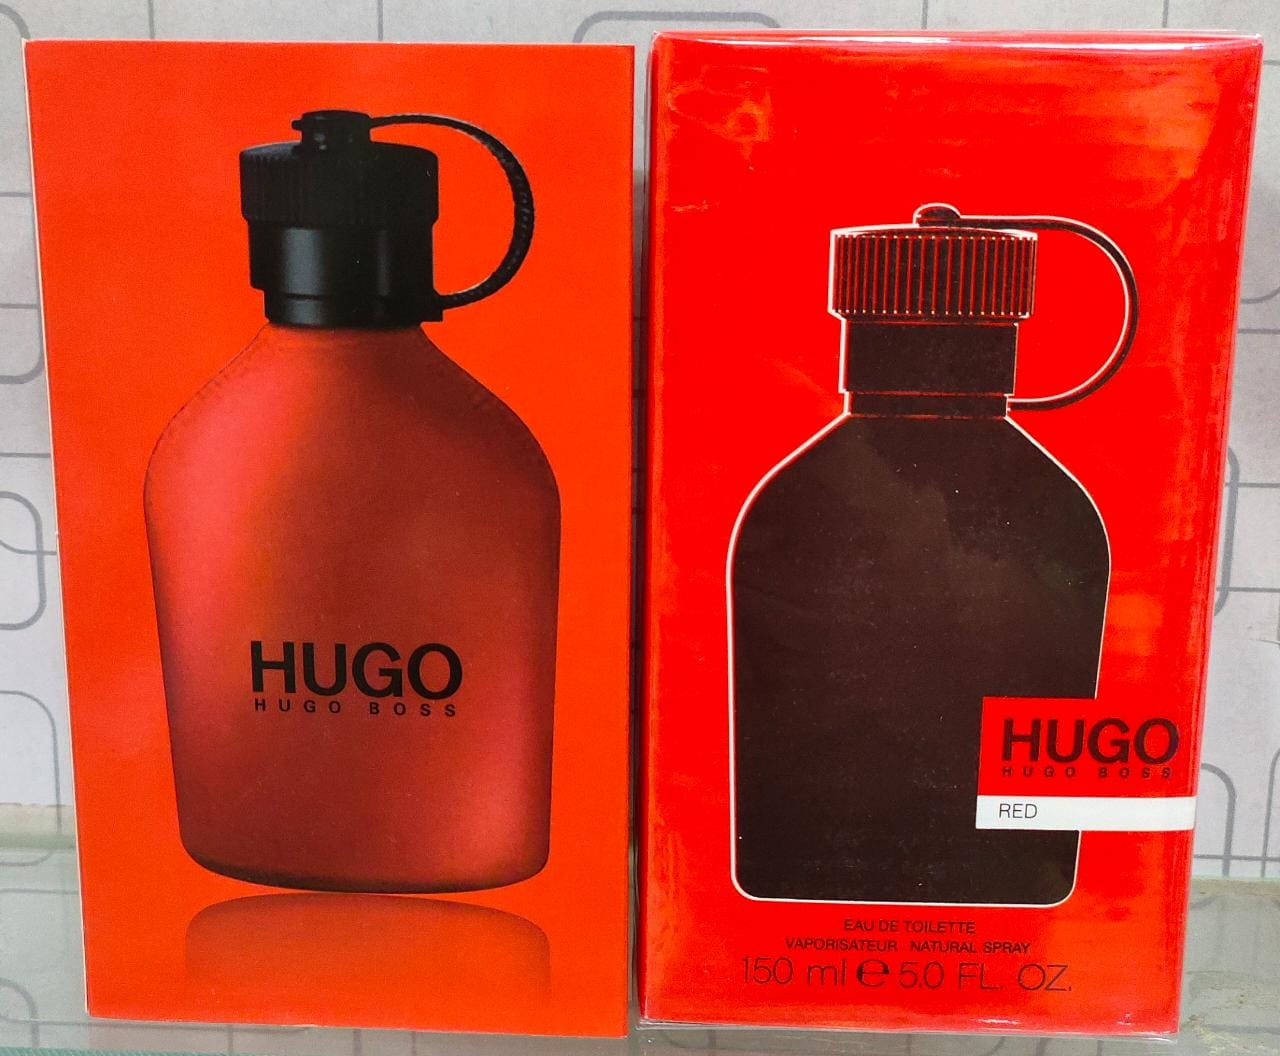 HUGO
HUGO BOSS
HUGO
HUGO BOSS
RED
EAU DE TOILETTE
VAPORISATEUR NATURAL SPRAY
150 ml ℮ 5.0 FL. OZ.